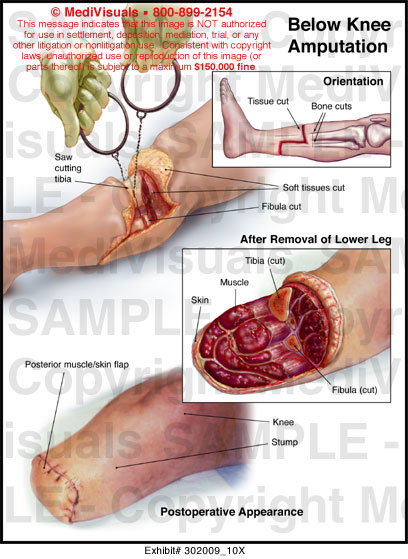 © MediVisuals • 800-899-2154
This message indicates that this image is NOT authorized
for use in settlement, deposition, mediation, trial, or any
other litigation or nonlitigation use. Consistent with copyright
laws, unauthorized use or reproduction of this image (or
parts thereof) is subject to a maximum $150,000 fine
Below Knee
Amputation
Orientation
Tissue cut
Bone cuts
Saw
cutting
tibia
Soft tissues cut
Fibula cut
After Removal of Lower Leg
Tibia (cut)
Muscle
Skin
Fibula (cut)
Posterior muscle/skin flap
Knee
Stump
Postoperative Appearance
MediVisuals
SAMPLE -
Copyright
Exhibit# 302009_10X